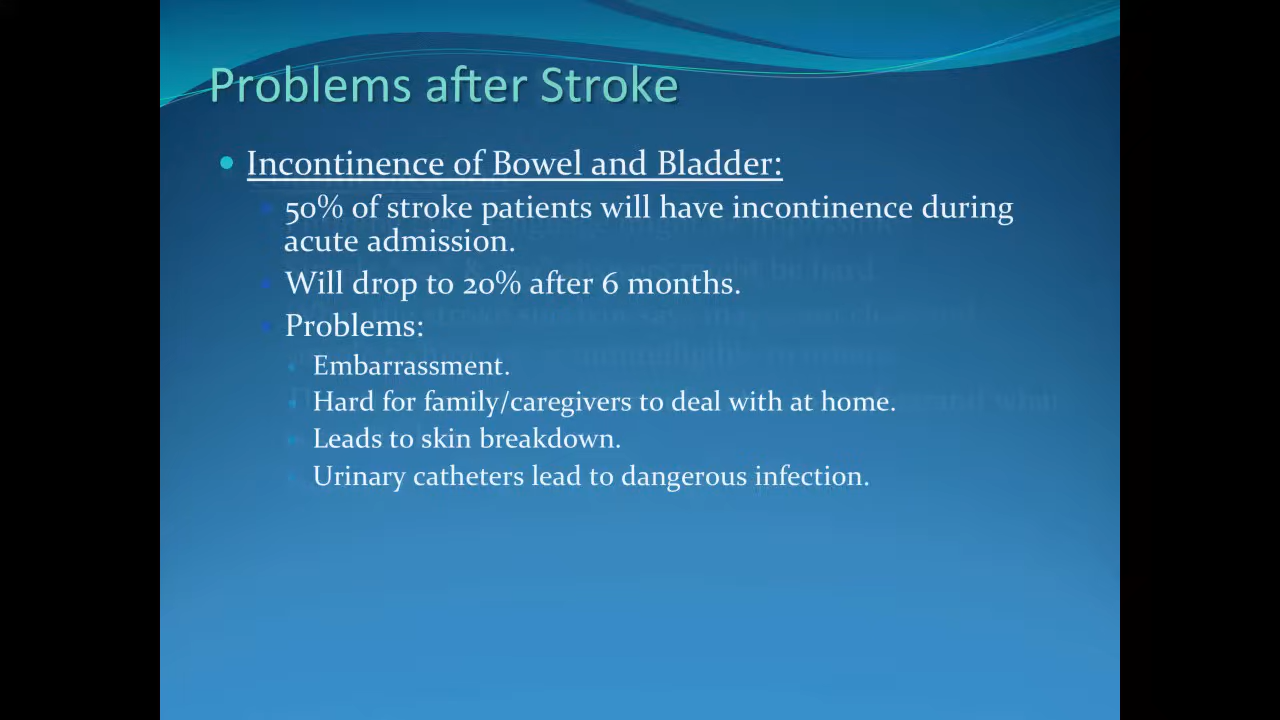 Problems after Stroke
Incontinence of Bowel and Bladder:
50% of stroke patients will have incontinence during
acute admission.
Will drop to 20% after 6 months.
Problems:
Embarrassment.
Hard for family/caregivers to deal with at home.
Leads to skin breakdown.
Urinary catheters lead to dangerous infection.